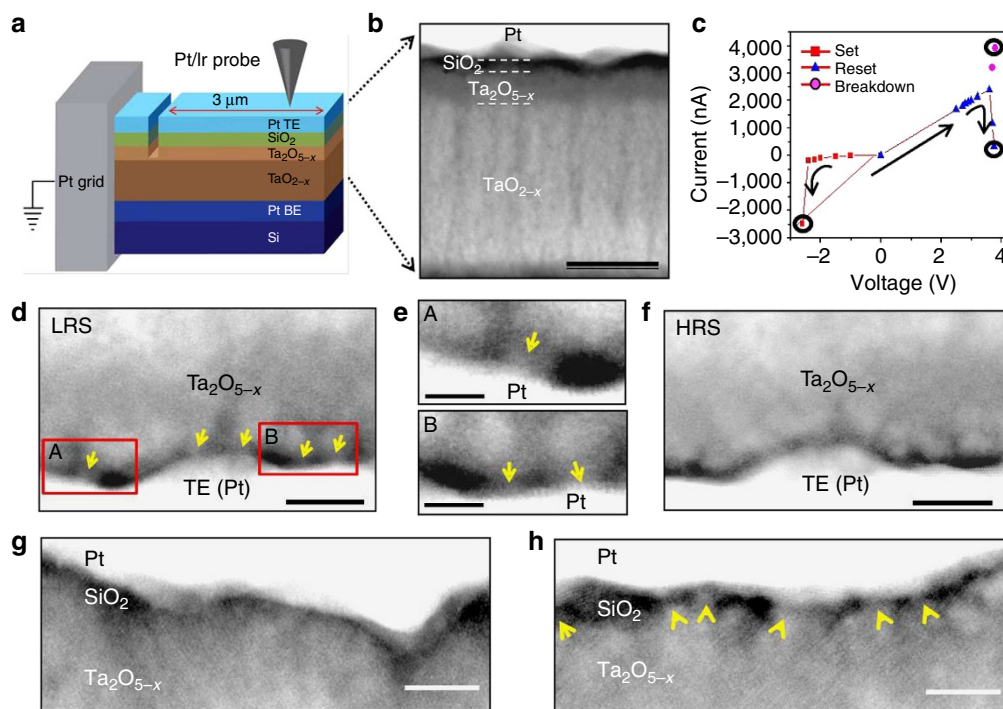 a
Pt/Ir probe
3 μm
Pt TE
SiO2
Ta2O5–x
TaO2–x
Pt BE
Si
Pt grid
b
Pt
SiO2
Ta2O5–x
TaO2–x
c
Set
Reset
Breakdown
Current (nA)
4,000
3,000
2,000
1,000
0
–1,000
–2,000
–3,000
–2
0
2
4
Voltage (V)
d
LRS
Ta2O5–x
A
B
TE (Pt)
e
A
Pt
B
Pt
f
HRS
Ta2O5–x
TE (Pt)
g
Pt
SiO2
Ta2O5–x
h
Pt
SiO2
Ta2O5–x